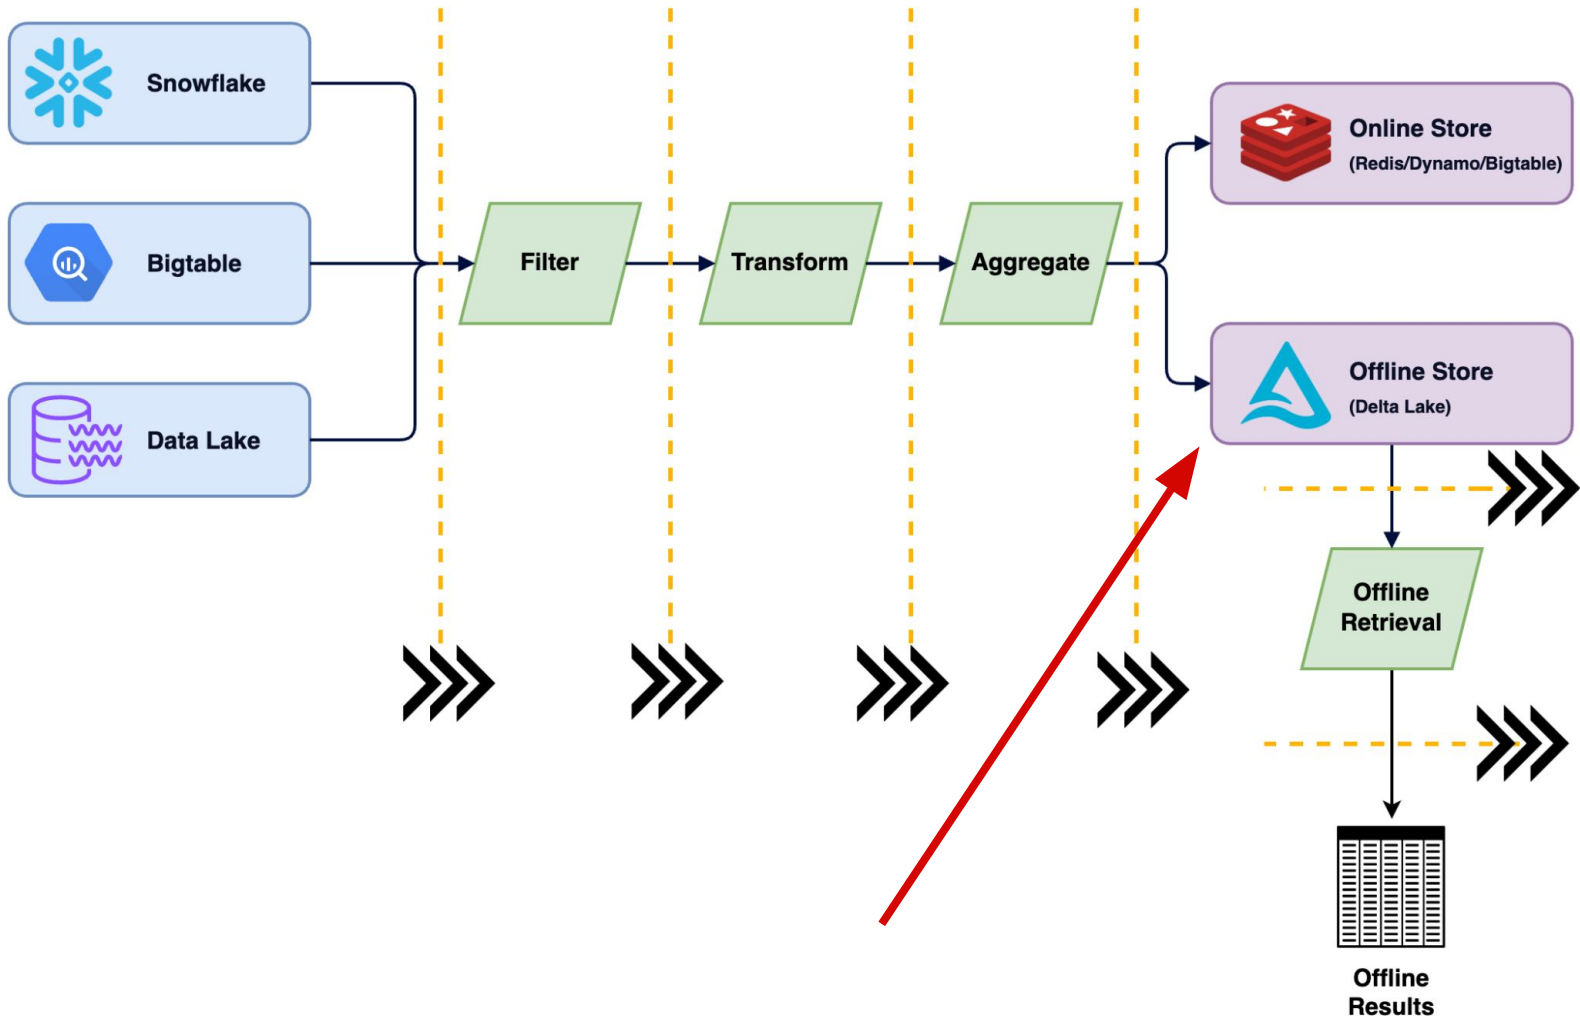 Snowflake
Bigtable
Data Lake
Filter
Transform
Aggregate
Online Store
(Redis/Dynamo/Bigtable)
Offline Store
(Delta Lake)
Offline
Retrieval
Offline
Results